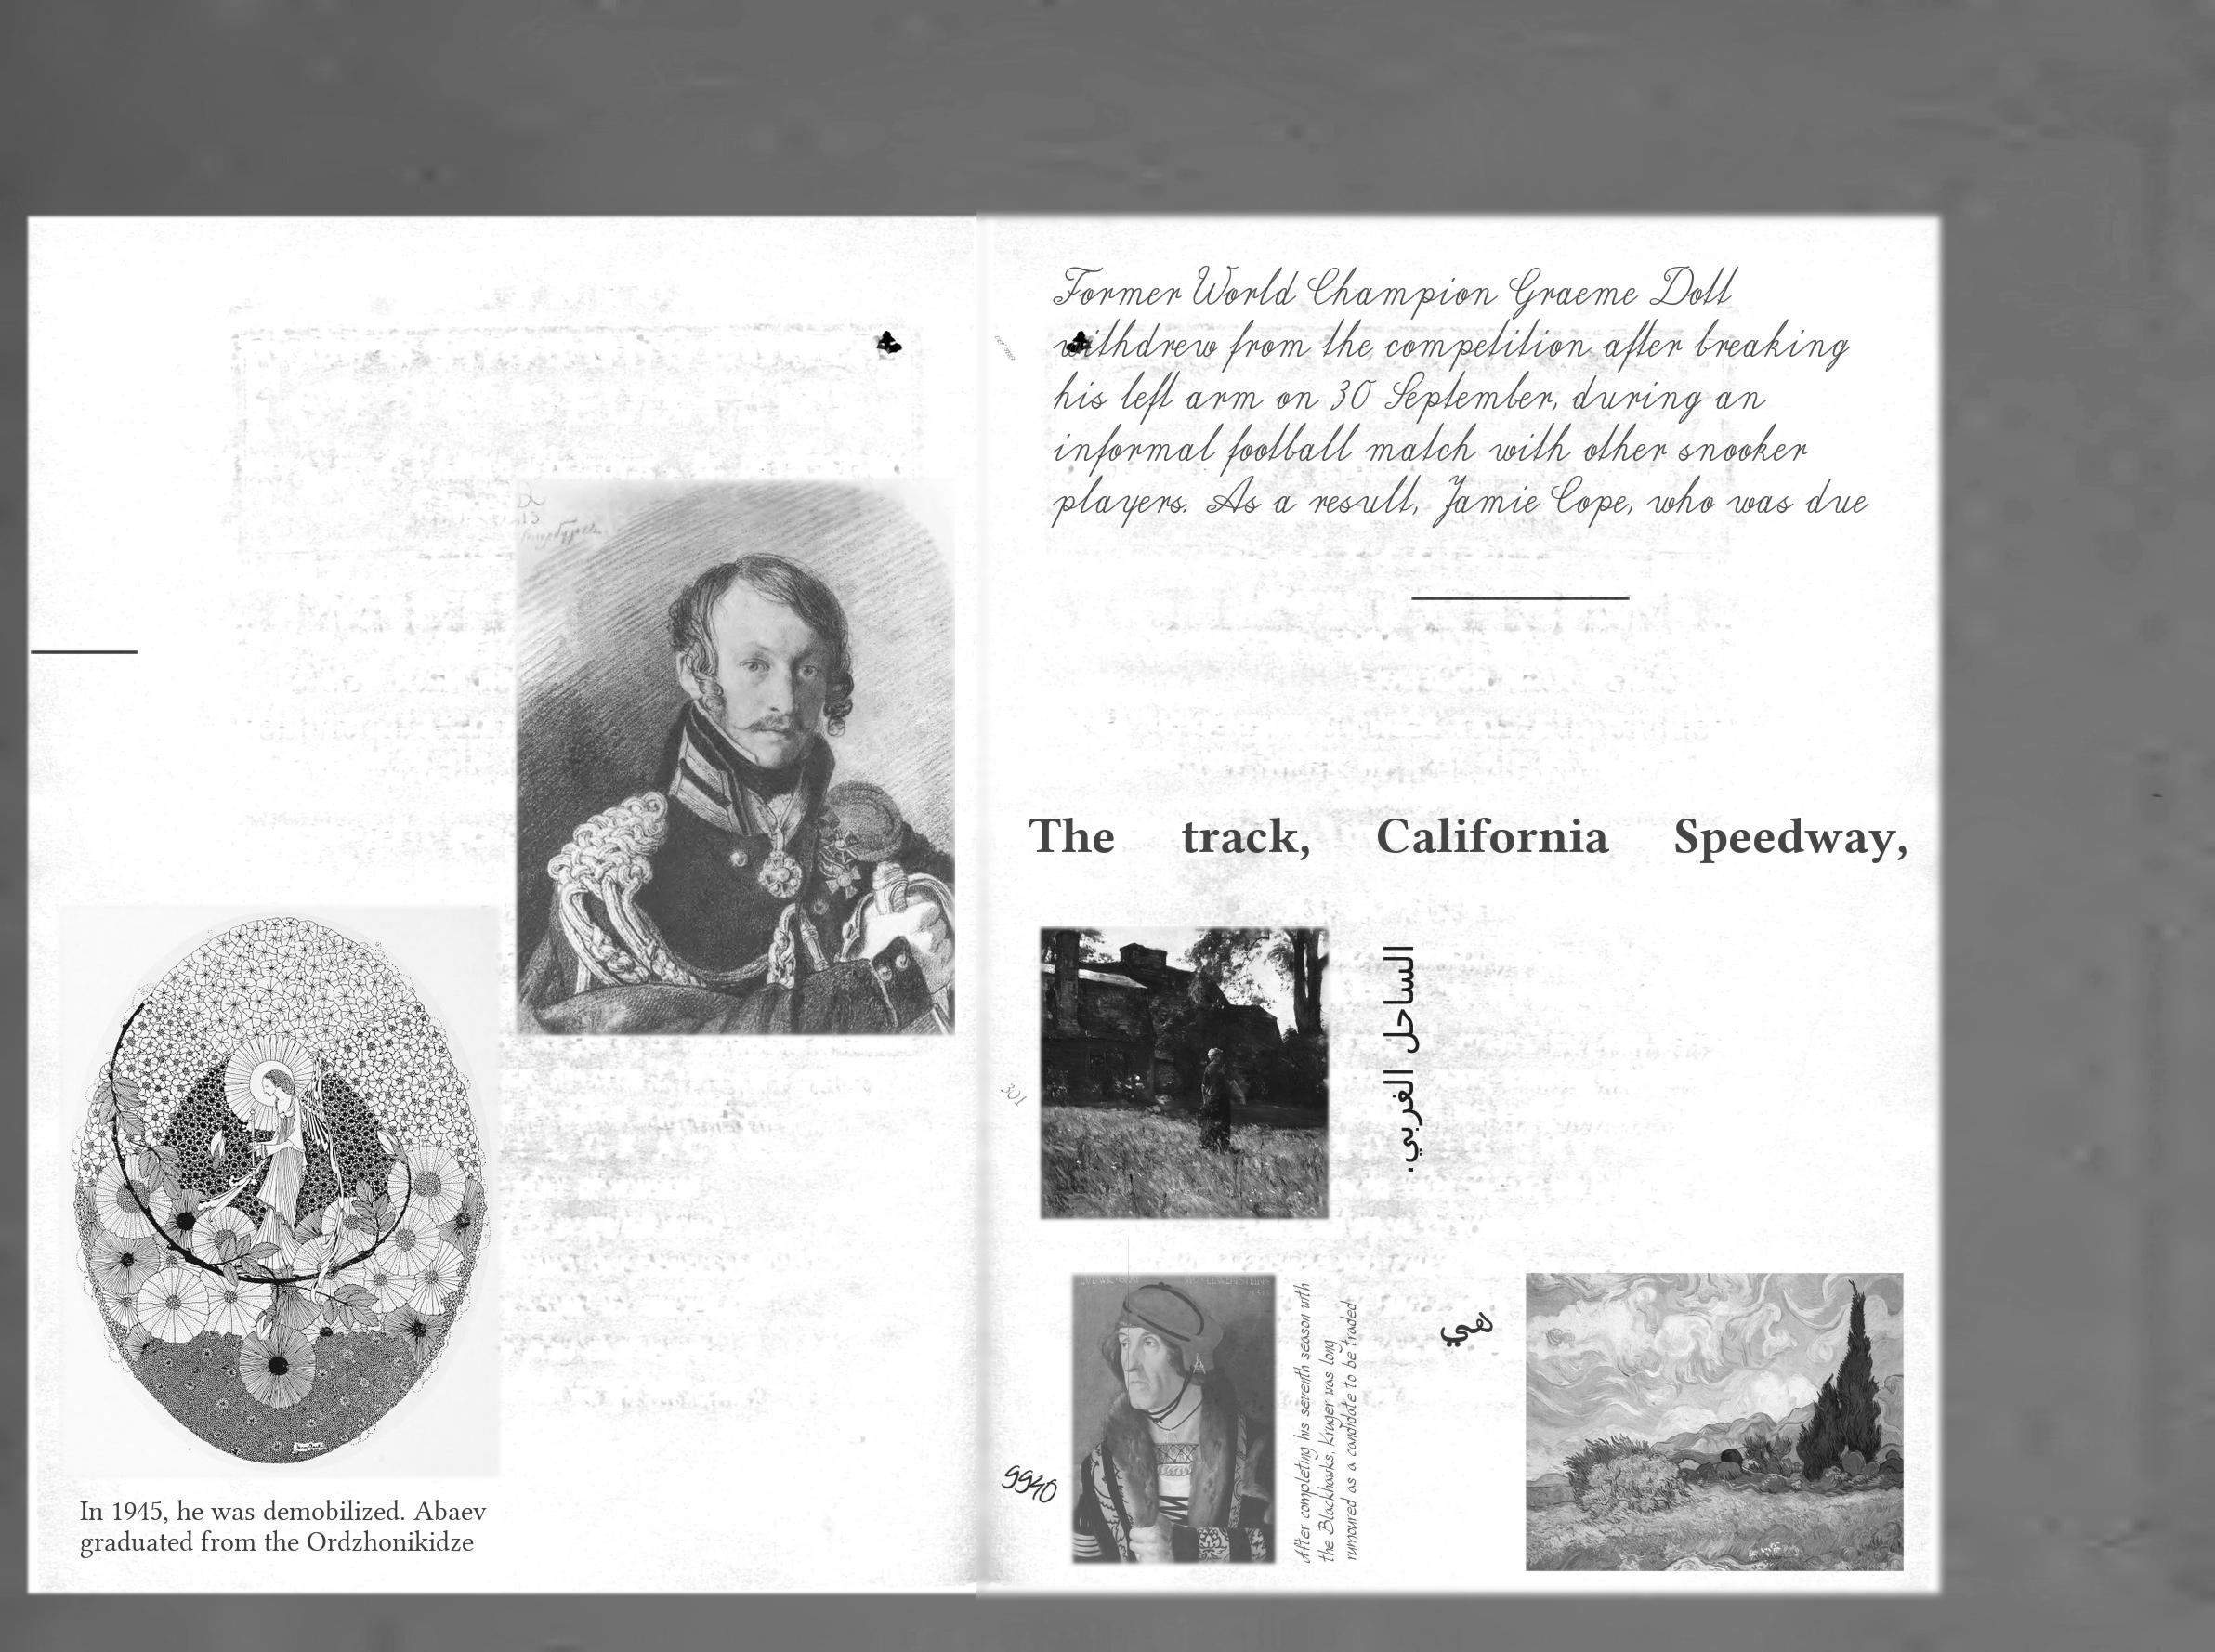 In 1945, he was demobilized. Abaev
graduated from the Ordzhonikidze
Former World Champion Graeme Dott
withdrew from the competition after breaking
his left arm on 30 September, during an
informal football match with other snooker
players. As a result, Jamie Cope, who was due
The track, California Speedway,
الساحل الغربي.
301
After completing his seventh season with
the Blackhawks, Kruger was long
rumoured as a candidate to be traded
9940